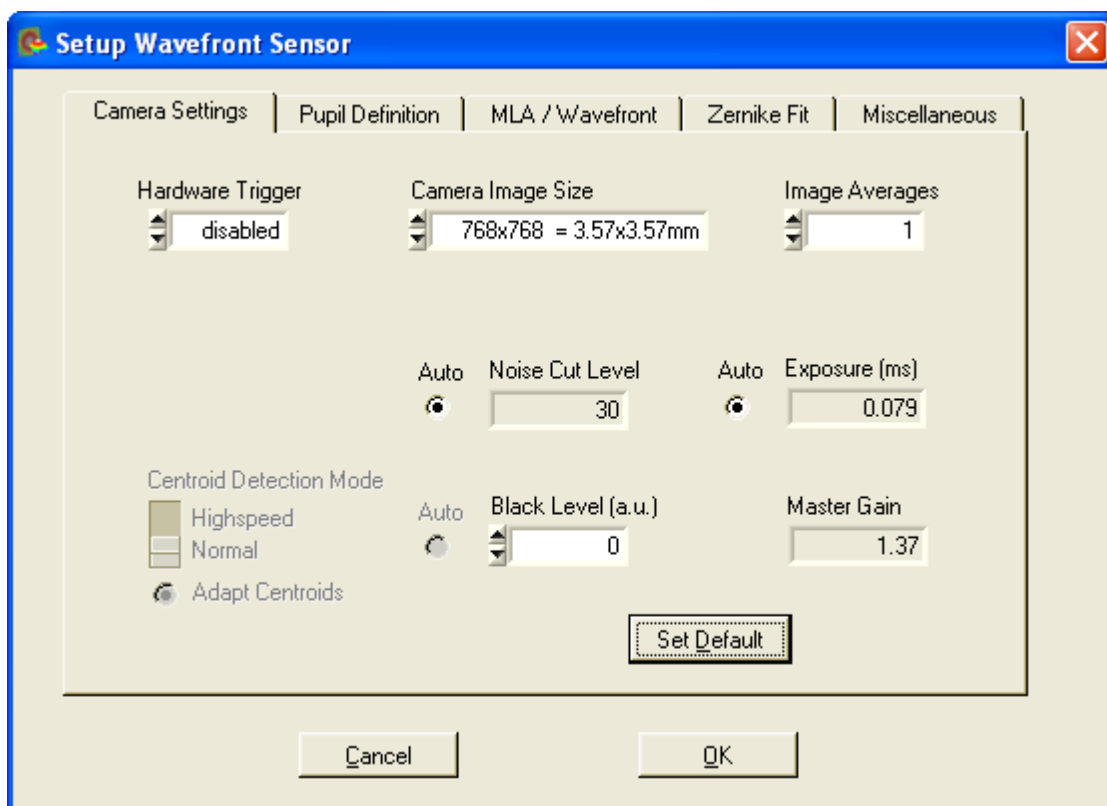 Setup Wavefront Sensor
Camera Settings Pupil Definition MLA / Wavefront Zernike Fit Miscellaneous
Hardware Trigger Camera Image Size Image Averages
disabled 768x768 = 3.57x3.57mm 1
Auto Noise Cut Level Auto Exposure (ms)
30 0.079
Centroid Detection Mode
Highspeed
Normal
Adapt Centroids
Auto Black Level (a.u.) Master Gain
0 1.37
Set Default
Cancel OK